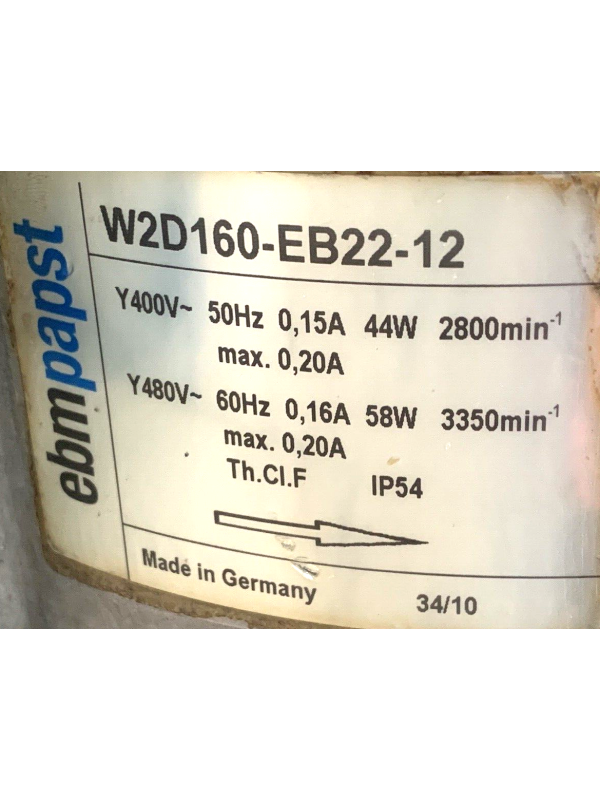 ebmpapst
W2D160-EB22-12
Y400V~ 50Hz 0,15A 44W 2800min⁻¹
max. 0,20A
Y480V~ 60Hz 0,16A 58W 3350min⁻¹
max. 0,20A
Th.Cl.F IP54
Made in Germany 34/10